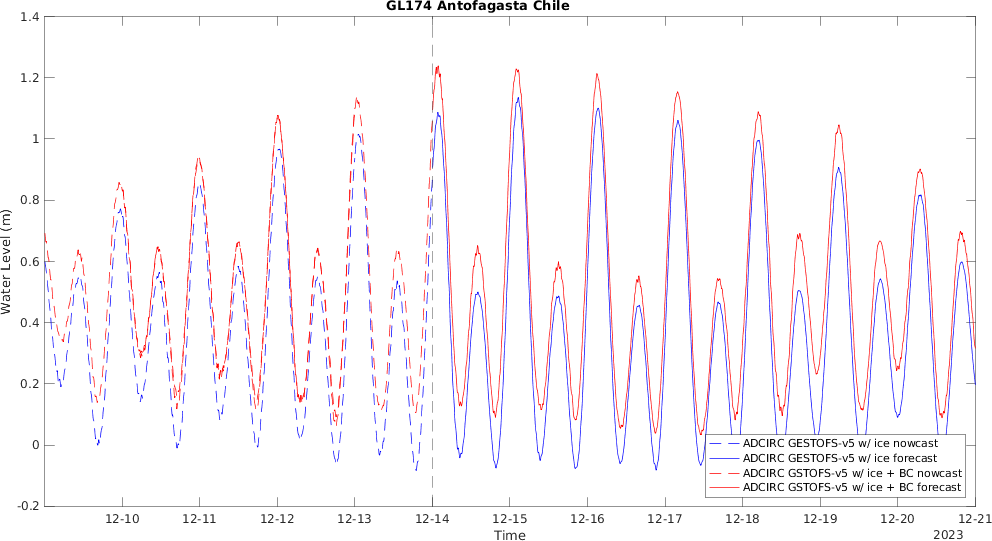 GL174 Antofagasta Chile
1.4
1.2
1
0.8
0.6
0.4
0.2
0
-0.2
Water Level (m)
ADCIRC GESTOFS-v5 w/ ice nowcast
ADCIRC GESTOFS-v5 w/ ice forecast
ADCIRC GSTOFS-v5 w/ ice + BC nowcast
ADCIRC GSTOFS-v5 w/ ice + BC forecast
12-10 12-11 12-12 12-13 12-14 12-15 12-16 12-17 12-18 12-19 12-20 12-21
Time
2023